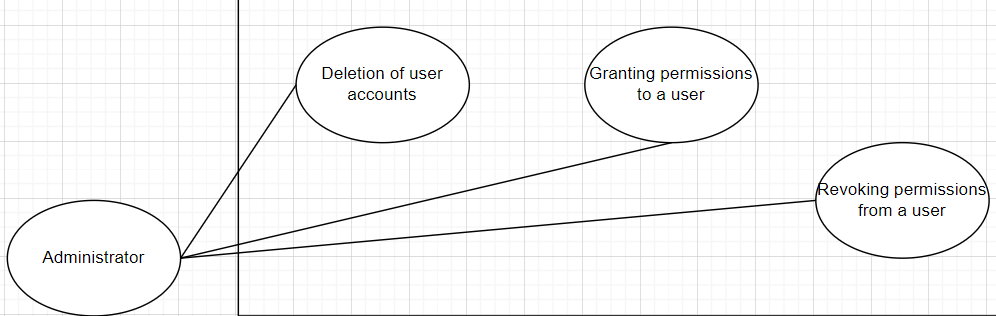 Deletion of user
accounts
Granting permissions
to a user
Revoking permissions
from a user
Administrator